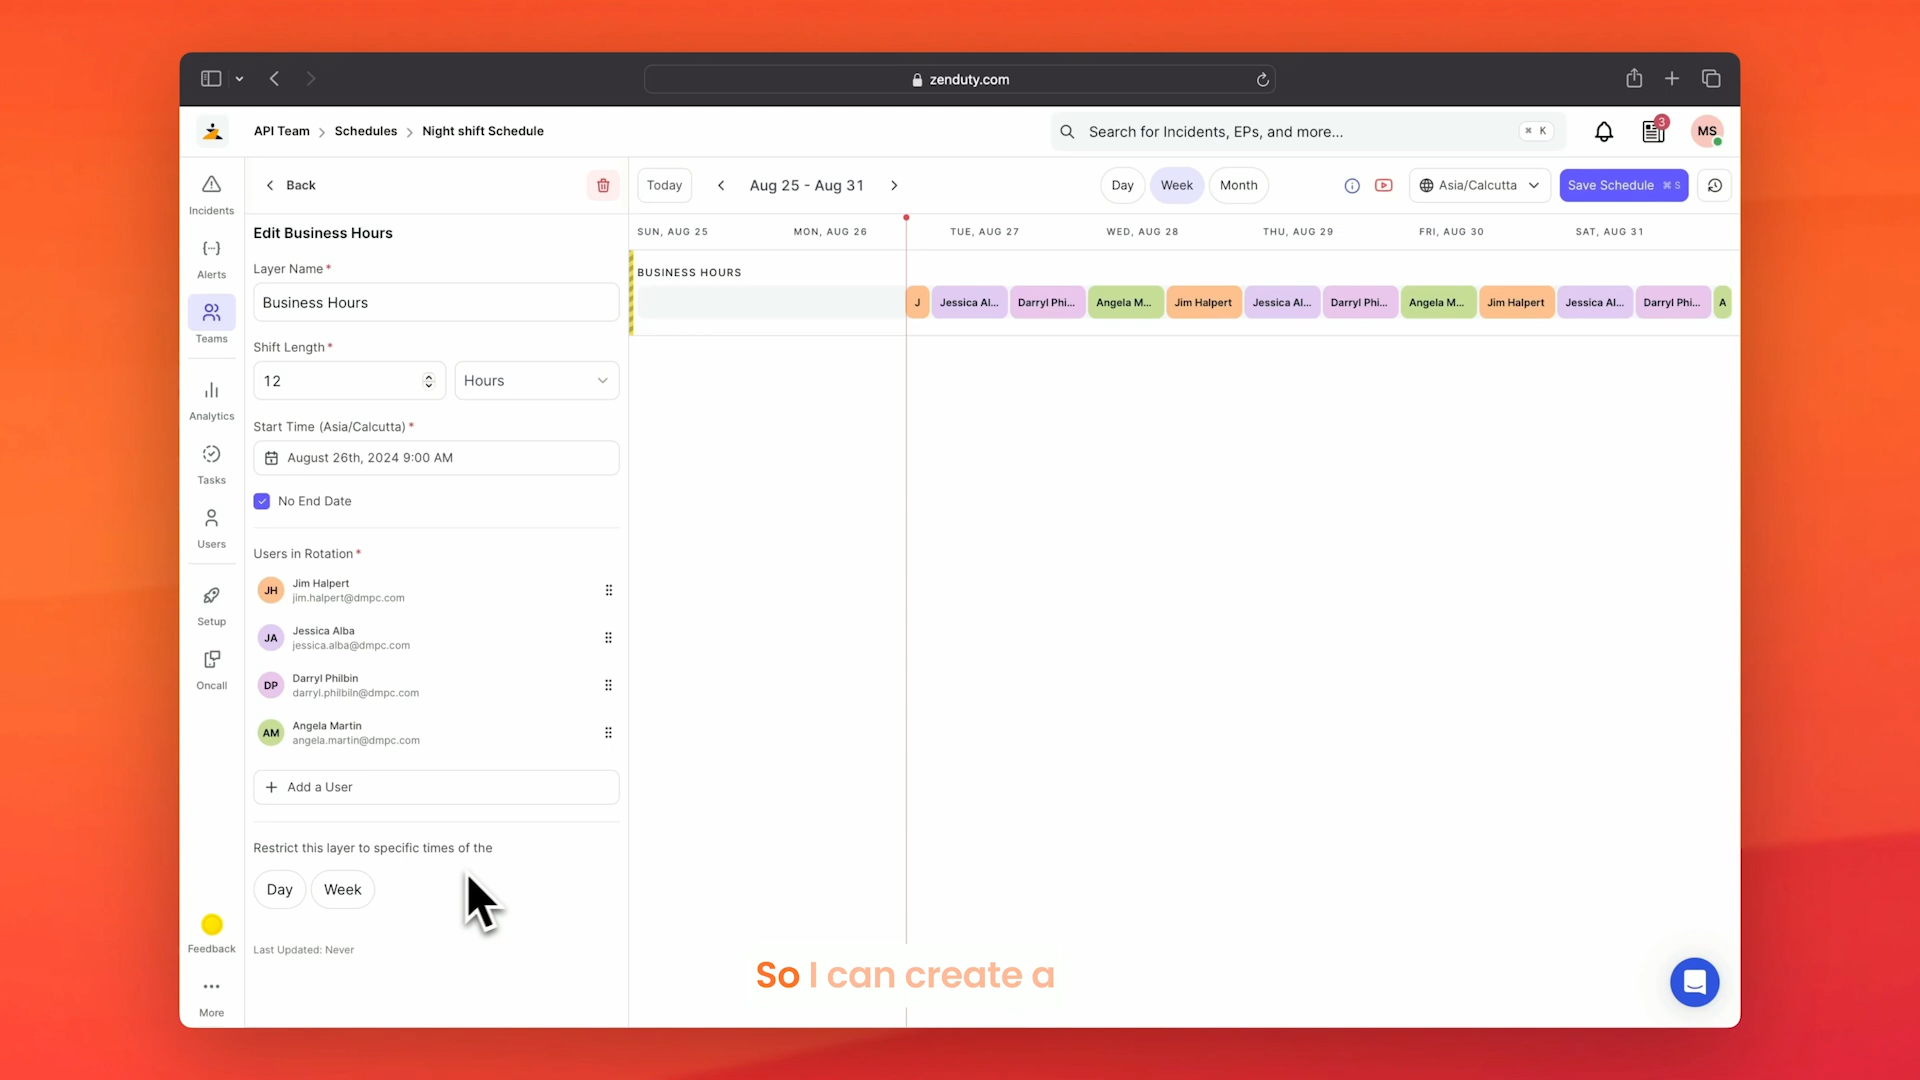 zenduty.com
API Team > Schedules > Night shift Schedule
Search for Incidents, EPs, and more...
⌘ K
3
MS
Incidents
Alerts
Teams
Analytics
Tasks
Users
Setup
Oncall
Feedback
More
Back
Edit Business Hours
Layer Name *
Business Hours
Shift Length *
12
Hours
Start Time (Asia/Calcutta) *
August 26th, 2024 9:00 AM
No End Date
Users in Rotation *
JH
Jim Halpert
jim.halpert@dmpc.com
JA
Jessica Alba
jessica.alba@dmpc.com
DP
Darryl Philbin
darryl.philbiln@dmpc.com
AM
Angela Martin
angela.martin@dmpc.com
+ Add a User
Restrict this layer to specific times of the
Day Week
Last Updated: Never
Today
Aug 25 - Aug 31
Day Week Month
Asia/Calcutta
Save Schedule ⌘ S
SUN, AUG 25 MON, AUG 26 TUE, AUG 27 WED, AUG 28 THU, AUG 29 FRI, AUG 30 SAT, AUG 31
BUSINESS HOURS
J Jessica Al... Darryl Phi... Angela M... Jim Halpert Jessica Al... Darryl Phi... Angela M... Jim Halpert Jessica Al... Darryl Phi... A
So I can create a